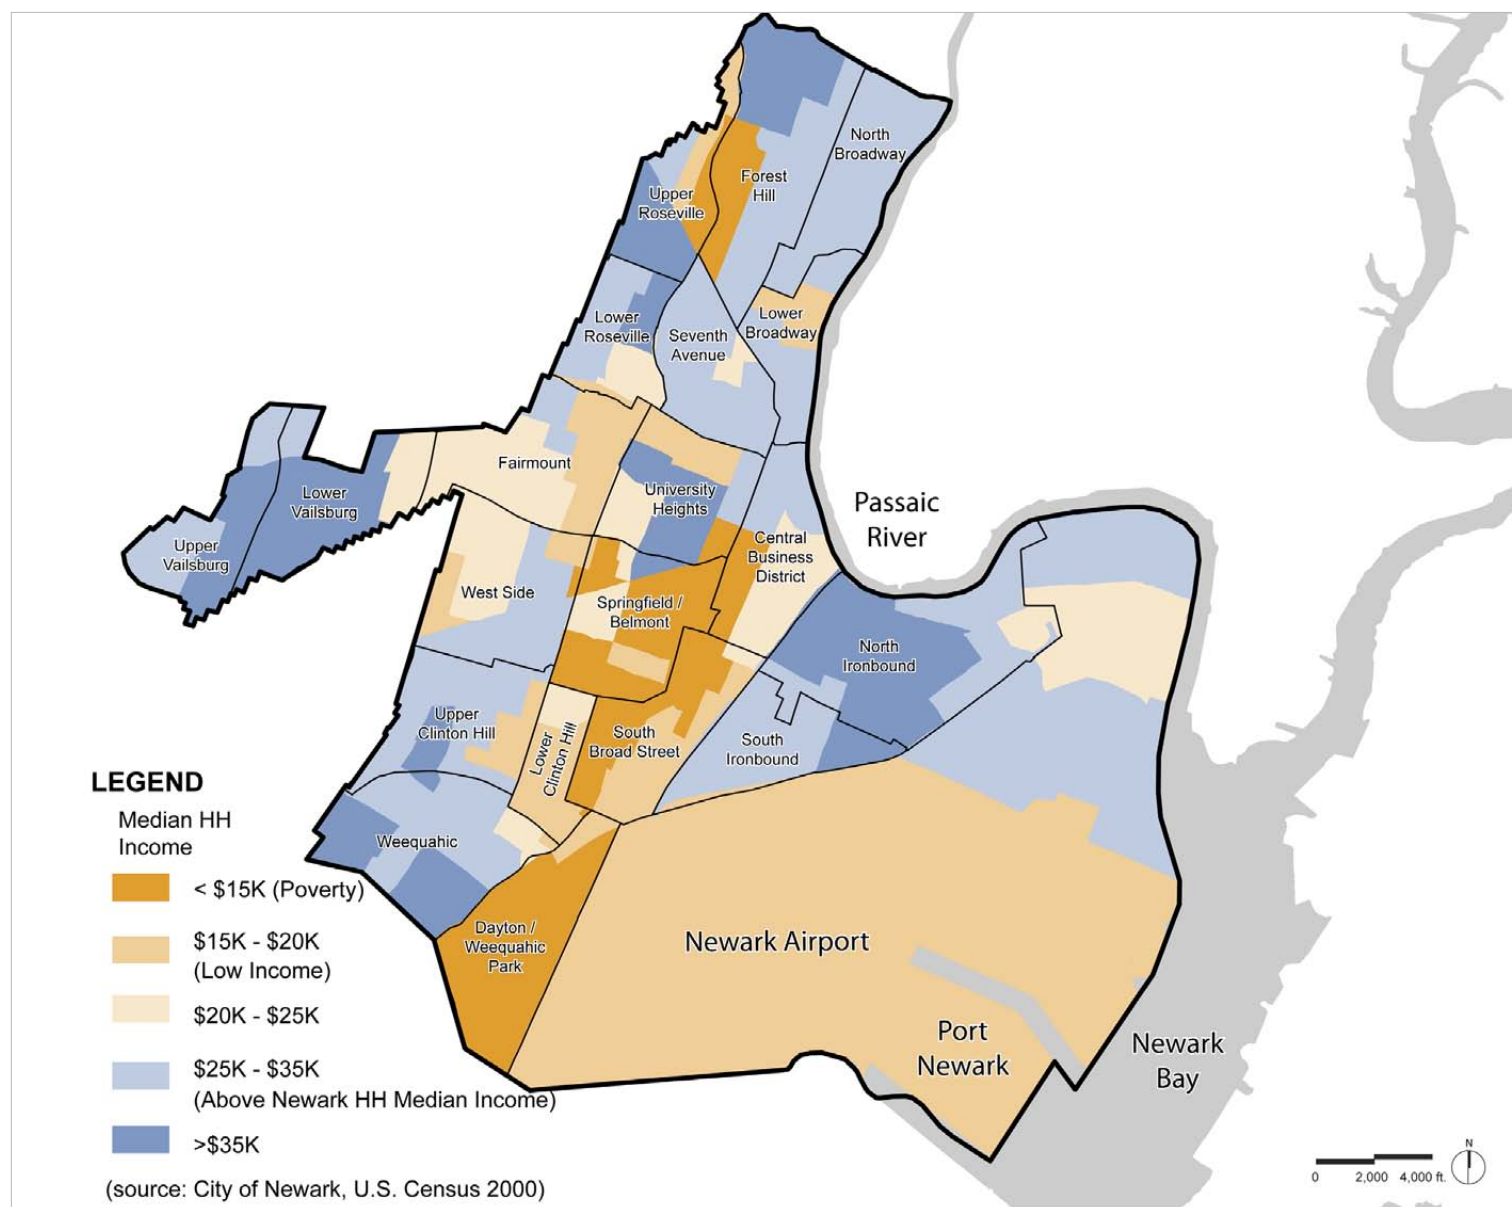 North
Broadway
Forest
Hill
Upper
Roseville
Lower
Roseville
Seventh
Avenue
Lower
Broadway
Fairmount
University
Heights
Lower
Vailsburg
Upper
Vailsburg
Passaic
River
Central
Business
District
West Side
Springfield /
Belmont
North
Ironbound
Upper
Clinton Hill
Lower
Clinton Hill
South
Broad Street
South
Ironbound
Weequahic
Dayton /
Weequahic
Park
Newark Airport
Port
Newark
Newark
Bay
LEGEND
Median HH
Income
< $15K (Poverty)
$15K - $20K
(Low Income)
$20K - $25K
$25K - $35K
(Above Newark HH Median Income)
>$35K
(source: City of Newark, U.S. Census 2000)
N
0 2,000 4,000 ft.